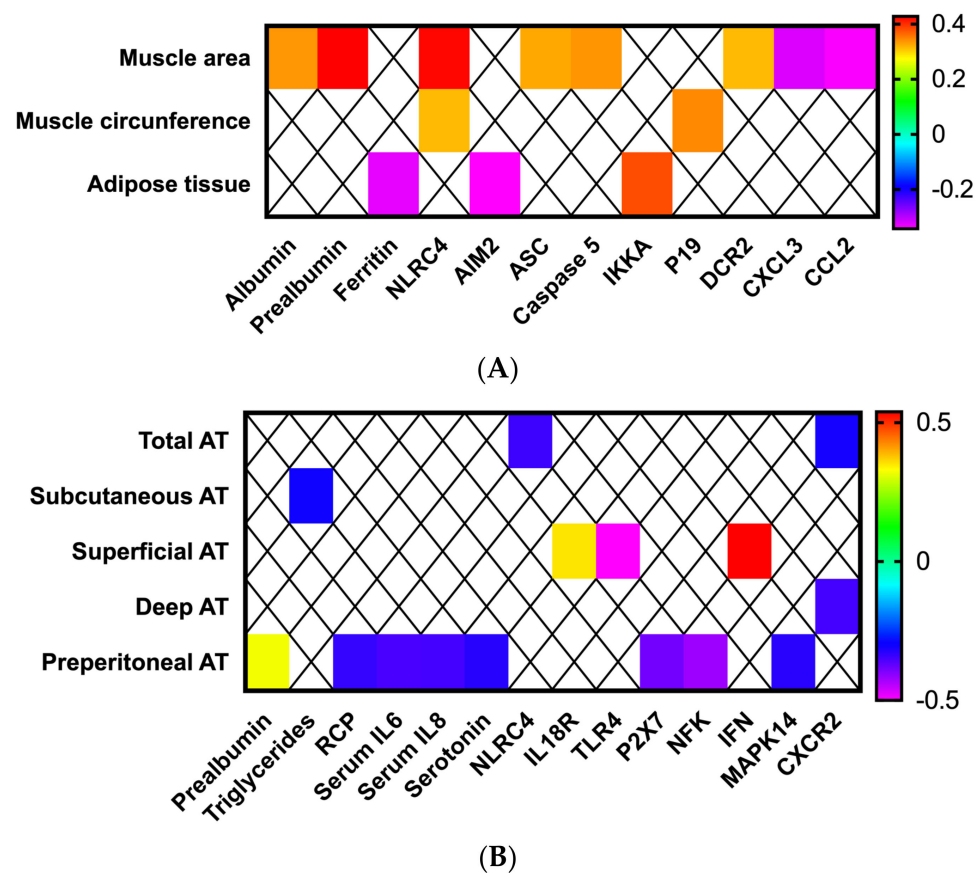 Muscle area
Muscle circunference
Adipose tissue
0.4
0.2
0
-0.2
Albumin
Prealbumin
Ferritin
NLRC4
AIM2
ASC
Caspase 5
IKKA
P19
DCR2
CXCL3
CCL2
(A)
Total AT
Subcutaneous AT
Superficial AT
Deep AT
Preperitoneal AT
0.5
0
-0.5
Prealbumin
Triglycerides
RCP
Serum IL6
Serum IL8
Serotonin
NLRC4
IL18R
TLR4
P2X7
NFK
IFN
MAPK14
CXCR2
(B)